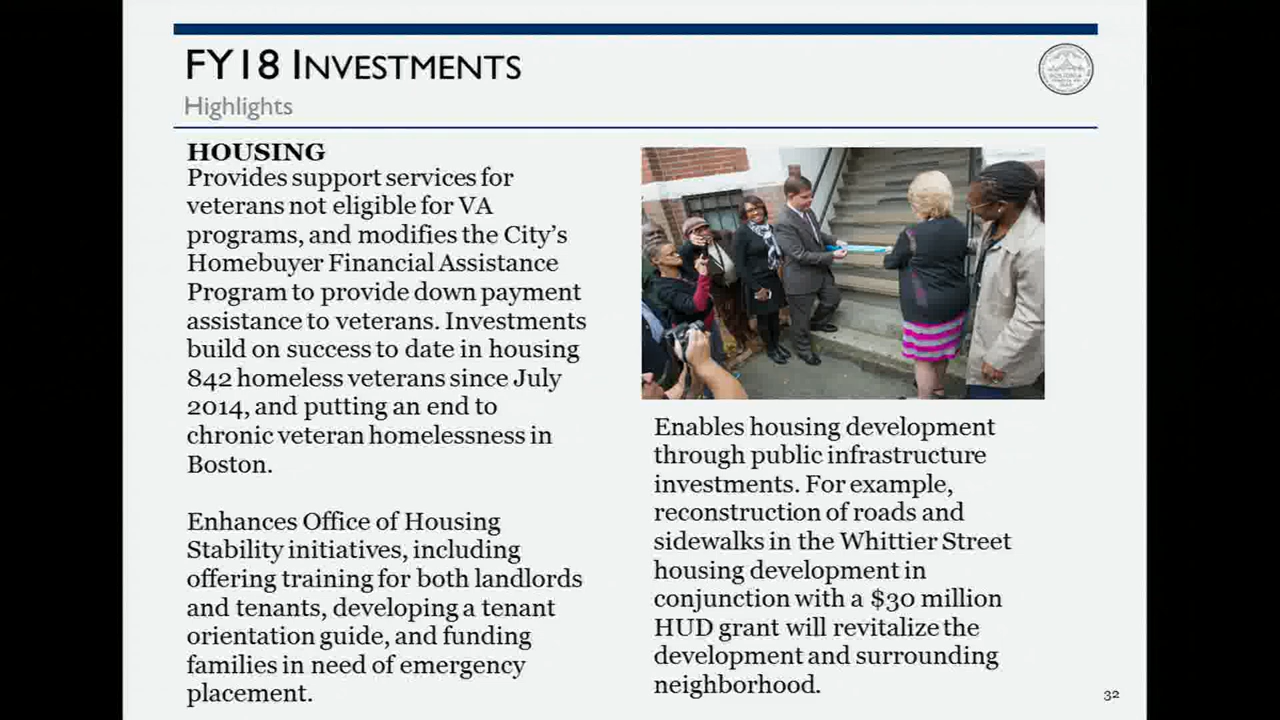 FY18 INVESTMENTS
Highlights
HOUSING
Provides support services for
veterans not eligible for VA
programs, and modifies the City's
Homebuyer Financial Assistance
Program to provide down payment
assistance to veterans. Investments
build on success to date in housing
842 homeless veterans since July
2014, and putting an end to
chronic veteran homelessness in
Boston.
Enhances Office of Housing
Stability initiatives, including
offering training for both landlords
and tenants, developing a tenant
orientation guide, and funding
families in need of emergency
placement.
Enables housing development
through public infrastructure
investments. For example,
reconstruction of roads and
sidewalks in the Whittier Street
housing development in
conjunction with a $30 million
HUD grant will revitalize the
development and surrounding
neighborhood.
32